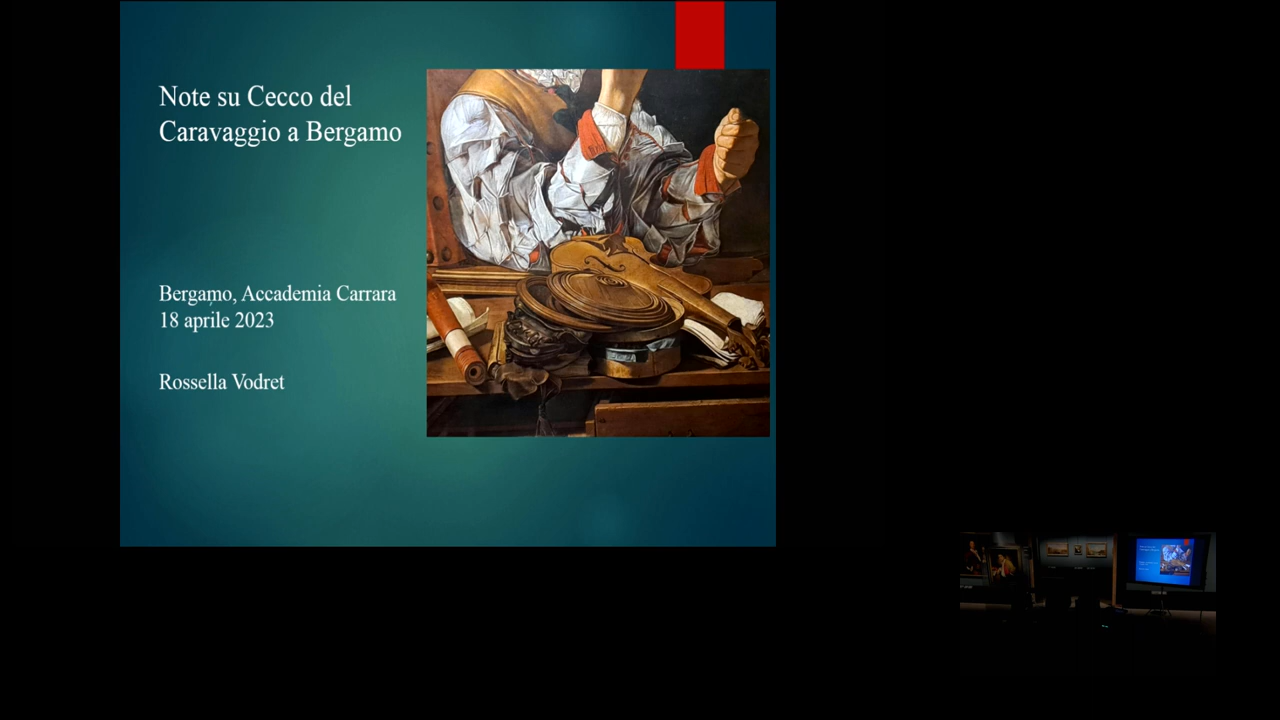 Note su Cecco del
Caravaggio a Bergamo
Bergamo, Accademia Carrara
18 aprile 2023
Rossella Vodret